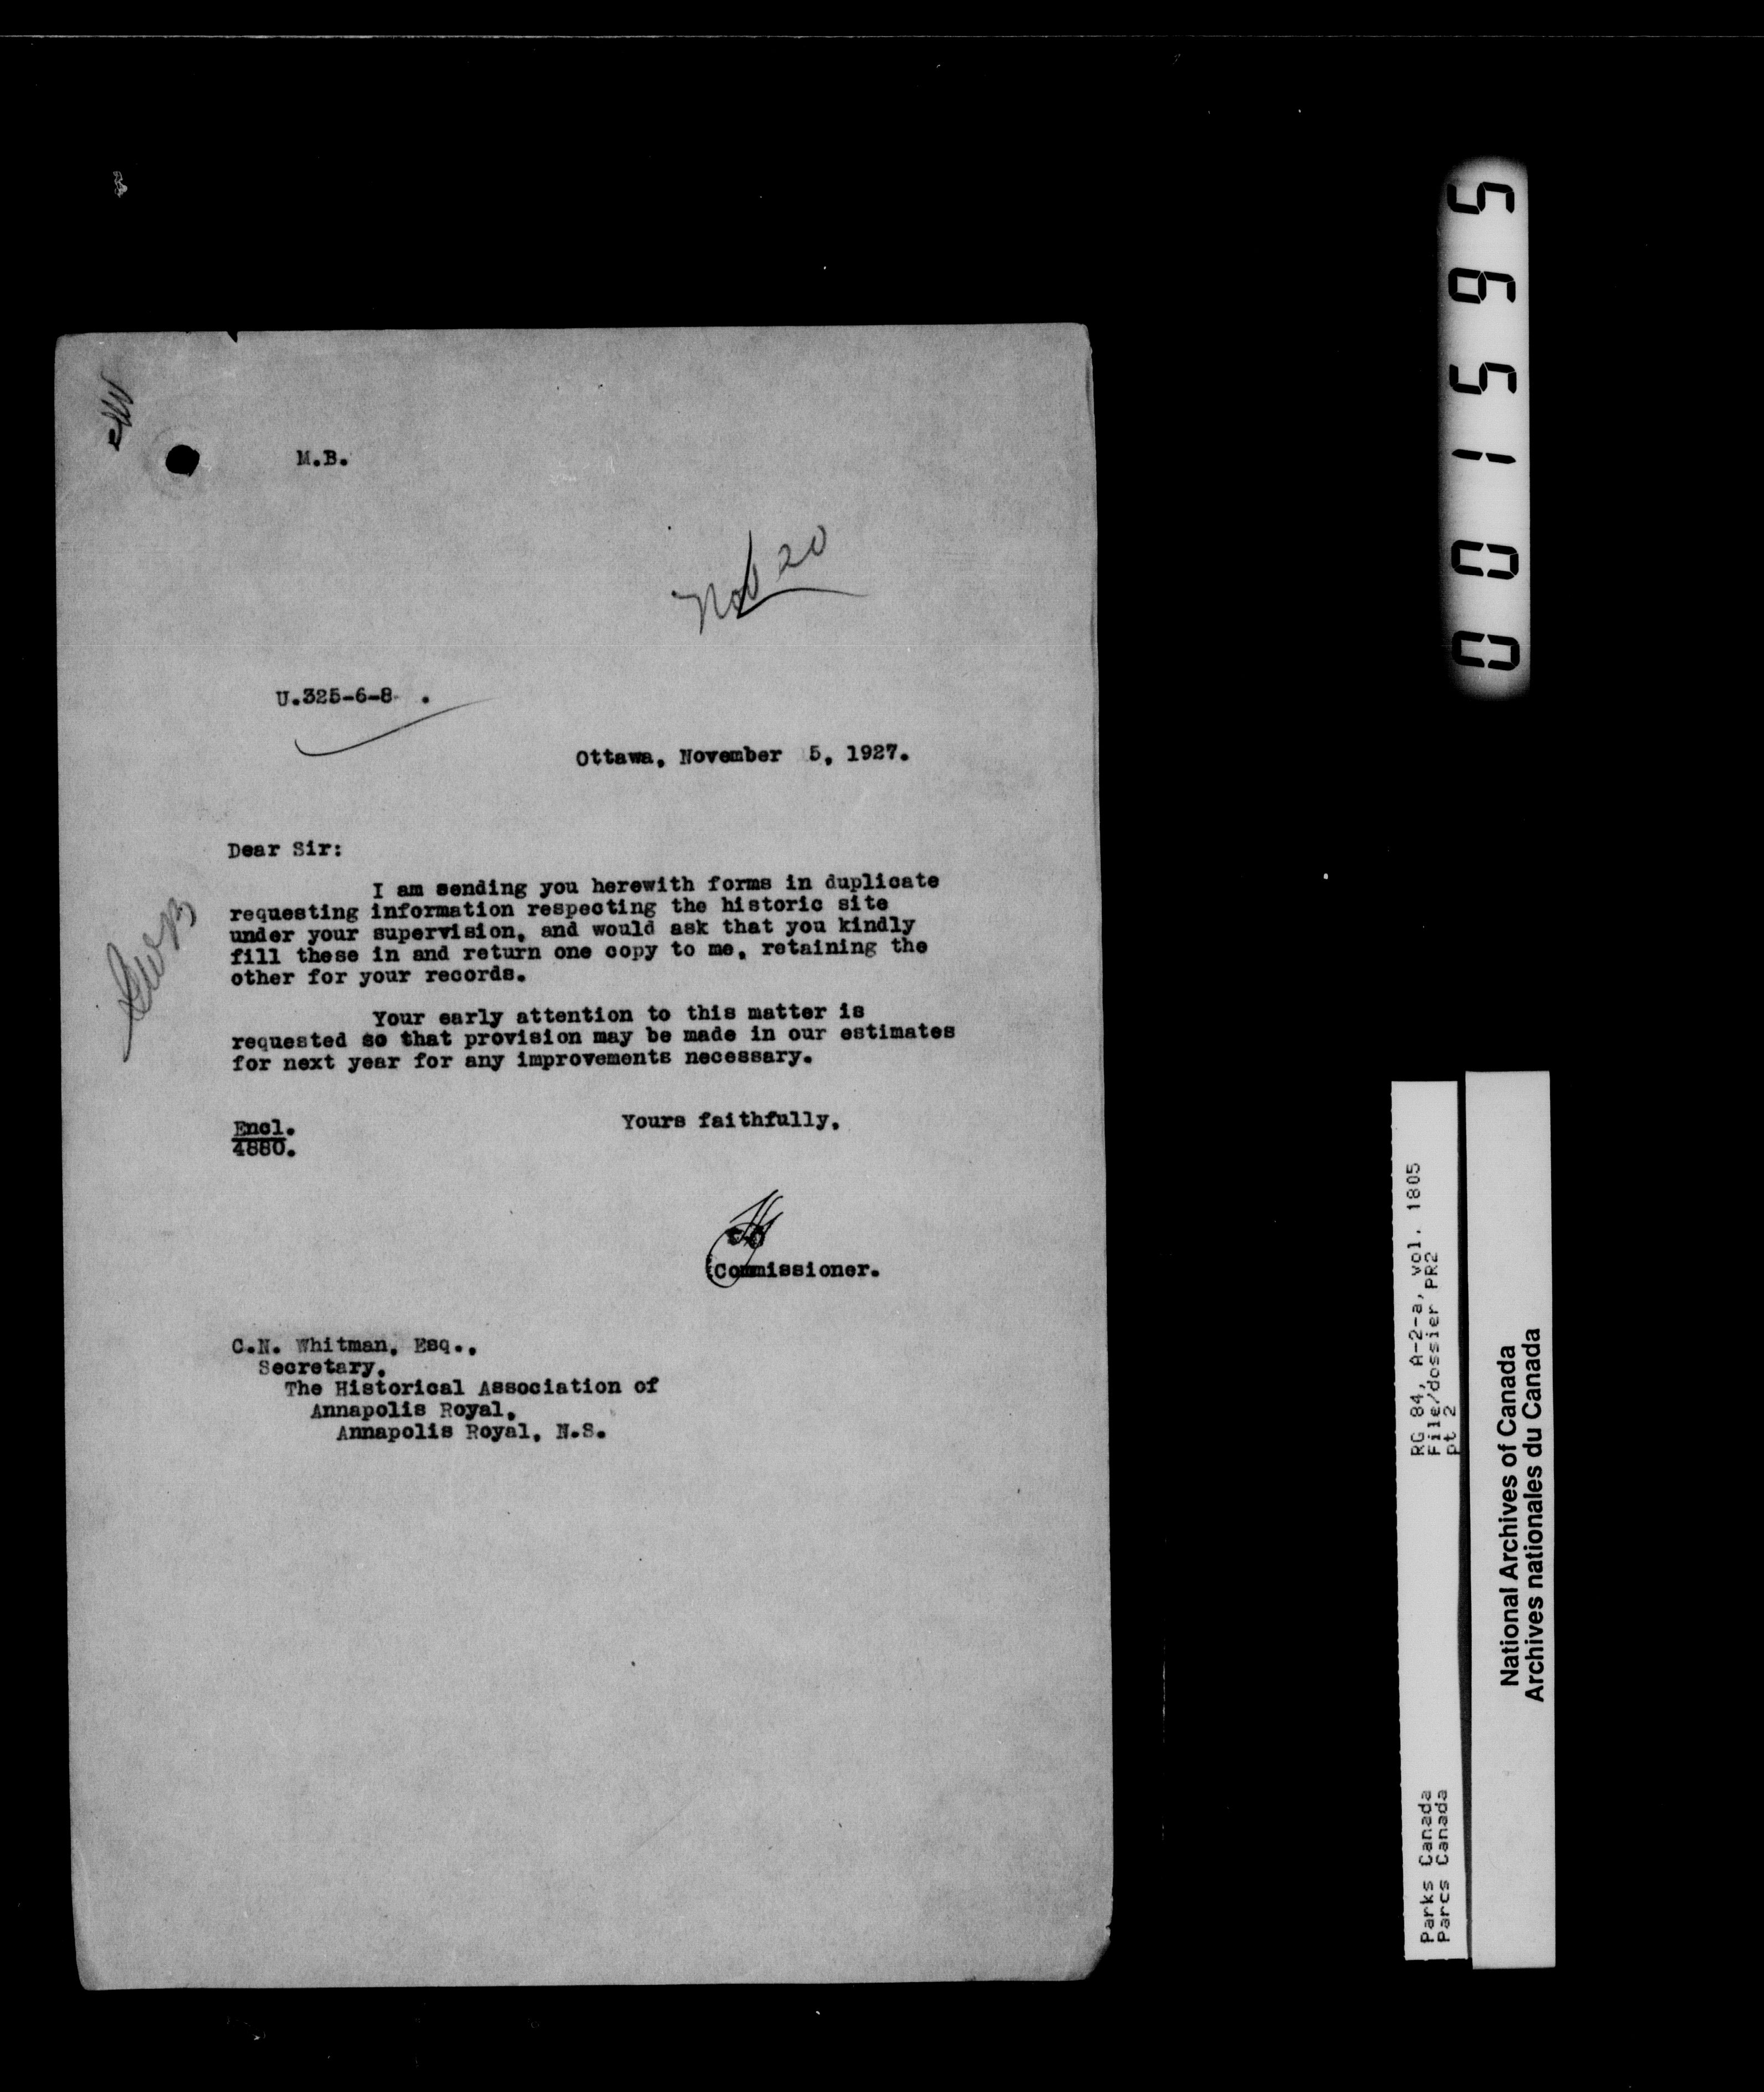 M.B.
Nov 20
U.325-6-8 .
Ottawa, November 5, 1927.
Dear Sir:
I am sending you herewith forms in duplicate
requesting information respecting the historic site
under your supervision, and would ask that you kindly
fill these in and return one copy to me, retaining the
other for your records.
Your early attention to this matter is
requested so that provision may be made in our estimates
for next year for any improvements necessary.
Yours faithfully,
Encl.
4880.
Commissioner.
C.N. Whitman, Esq.,
Secretary,
The Historical Association of
Annapolis Royal,
Annapolis Royal, N.S.
001565
RG 84, A-2-a, vol. 1805
File/dossier PR2
pt 2
Parks Canada
Parcs Canada
National Archives of Canada
Archives nationales du Canada